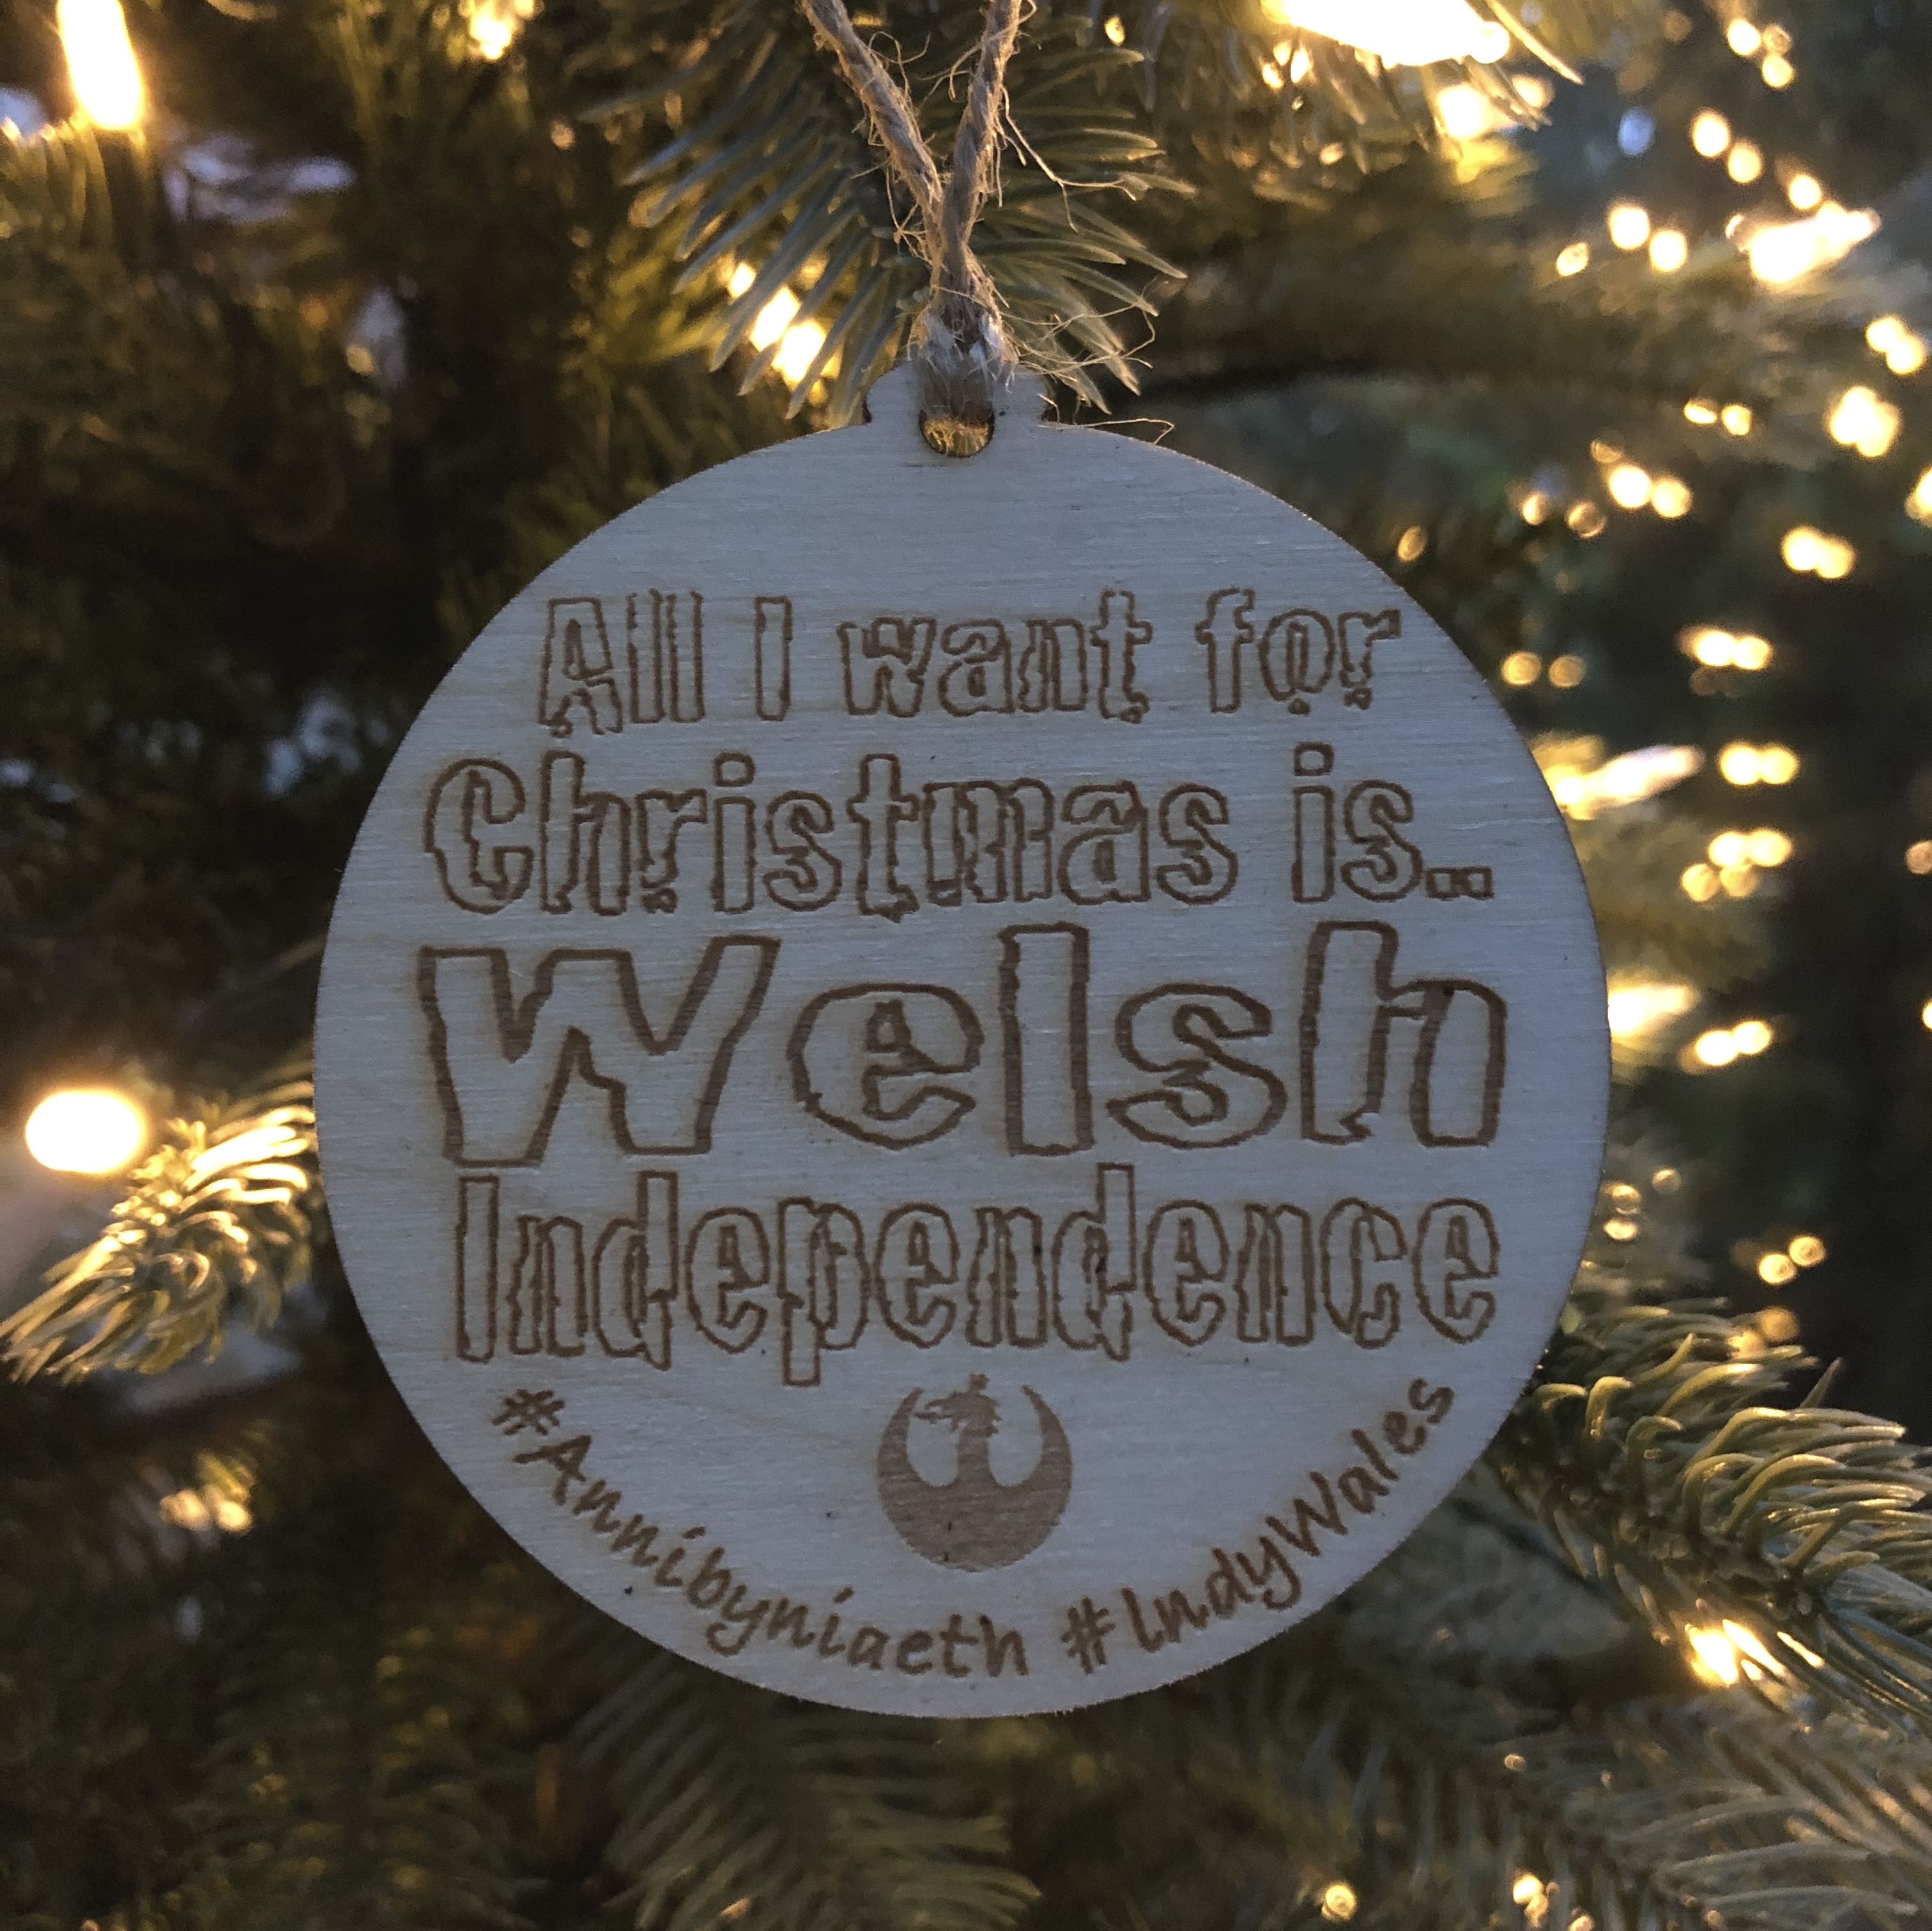 All I want for
Christmas is..
Welsh
Independence
#Annibyniaeth #IndyWales